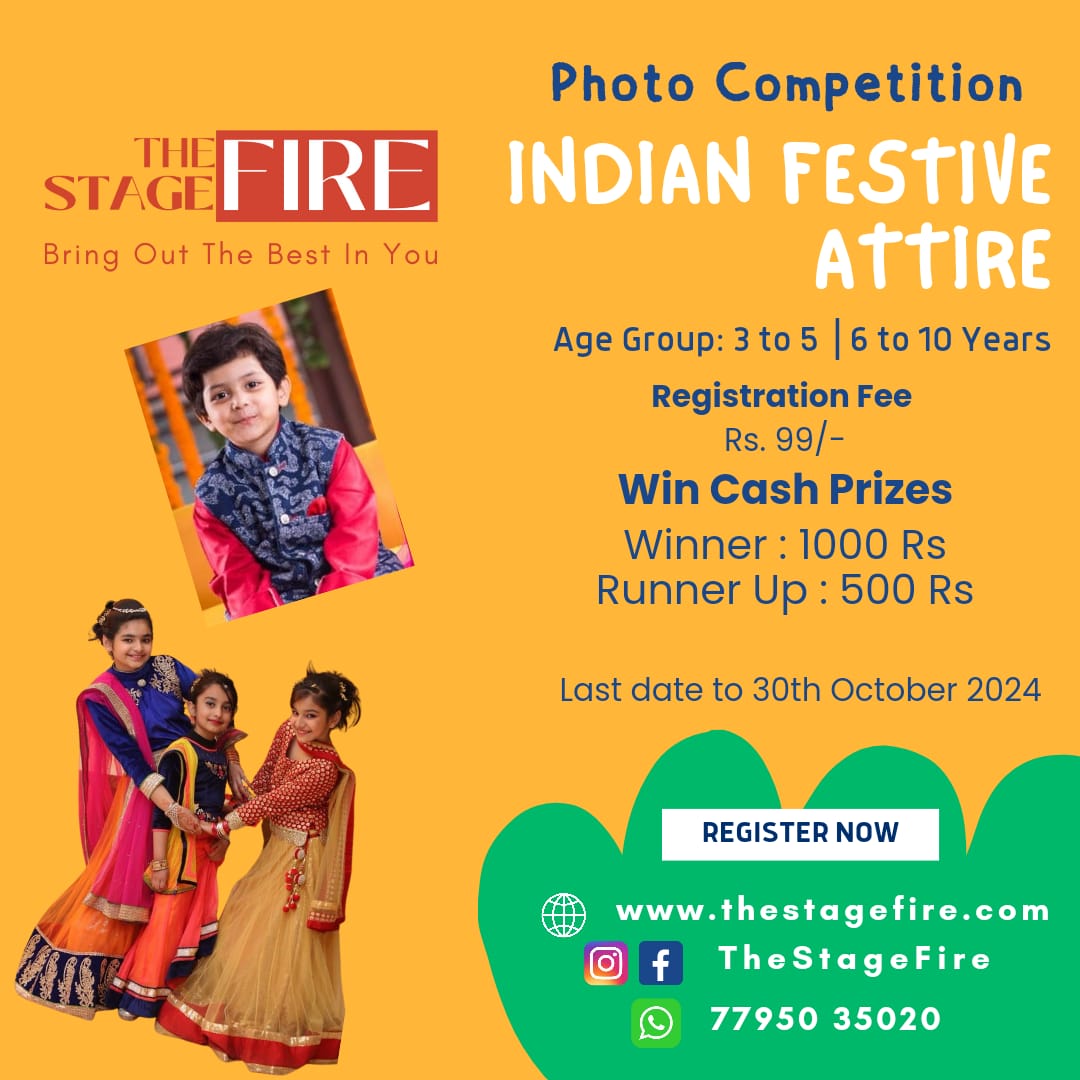 THE
STAGE FIRE
Bring Out The Best In You
Photo Competition
INDIAN FESTIVE
ATTIRE
Age Group: 3 to 5 | 6 to 10 Years
Registration Fee
Rs. 99/-
Win Cash Prizes
Winner : 1000 Rs
Runner Up : 500 Rs
Last date to 30th October 2024
REGISTER NOW
www.thestagefire.com
TheStageFire
77950 35020